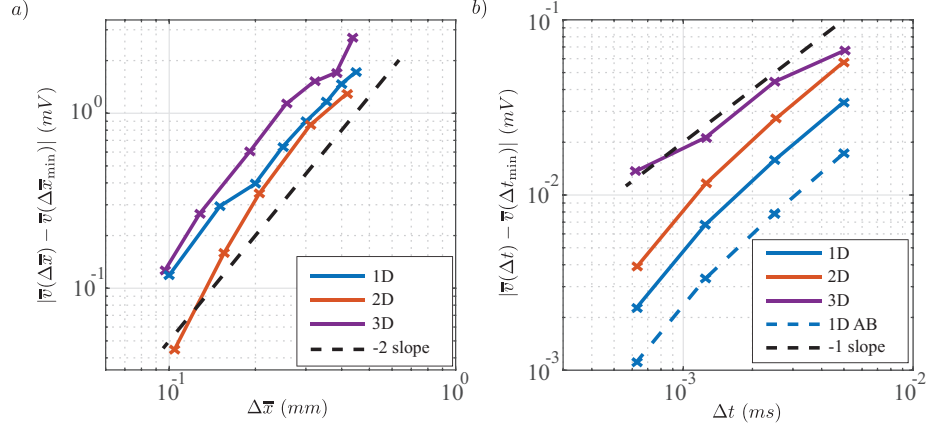 a)
|v̅(Δx̅) − v̅(Δx̅min)| (mV)
10^0
10^-1
10^-1
10^0
Δx̅ (mm)
1D
2D
3D
-2 slope
b)
|v̅(Δt) − v̅(Δtmin)| (mV)
10^-1
10^-2
10^-3
10^-3
10^-2
Δt (ms)
1D
2D
3D
1D AB
-1 slope